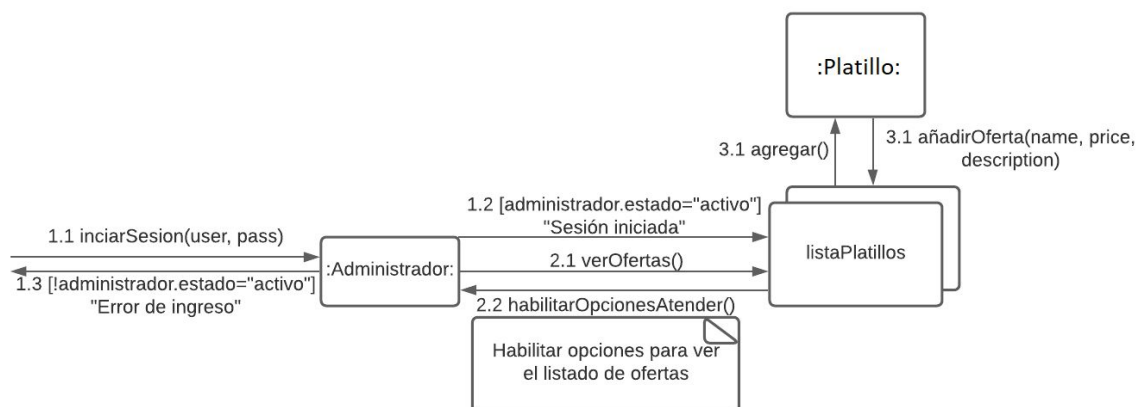 :Platillo:
3.1 agregar()
3.1 añadirOferta(name, price,
description)
1.2 [administrador.estado="activo"]
"Sesión iniciada"
1.1 inciarSesion(user, pass)
:Administrador:
2.1 verOfertas()
listaPlatillos
1.3 [!administrador.estado="activo"]
"Error de ingreso"
2.2 habilitarOpcionesAtender()
Habilitar opciones para ver
el listado de ofertas